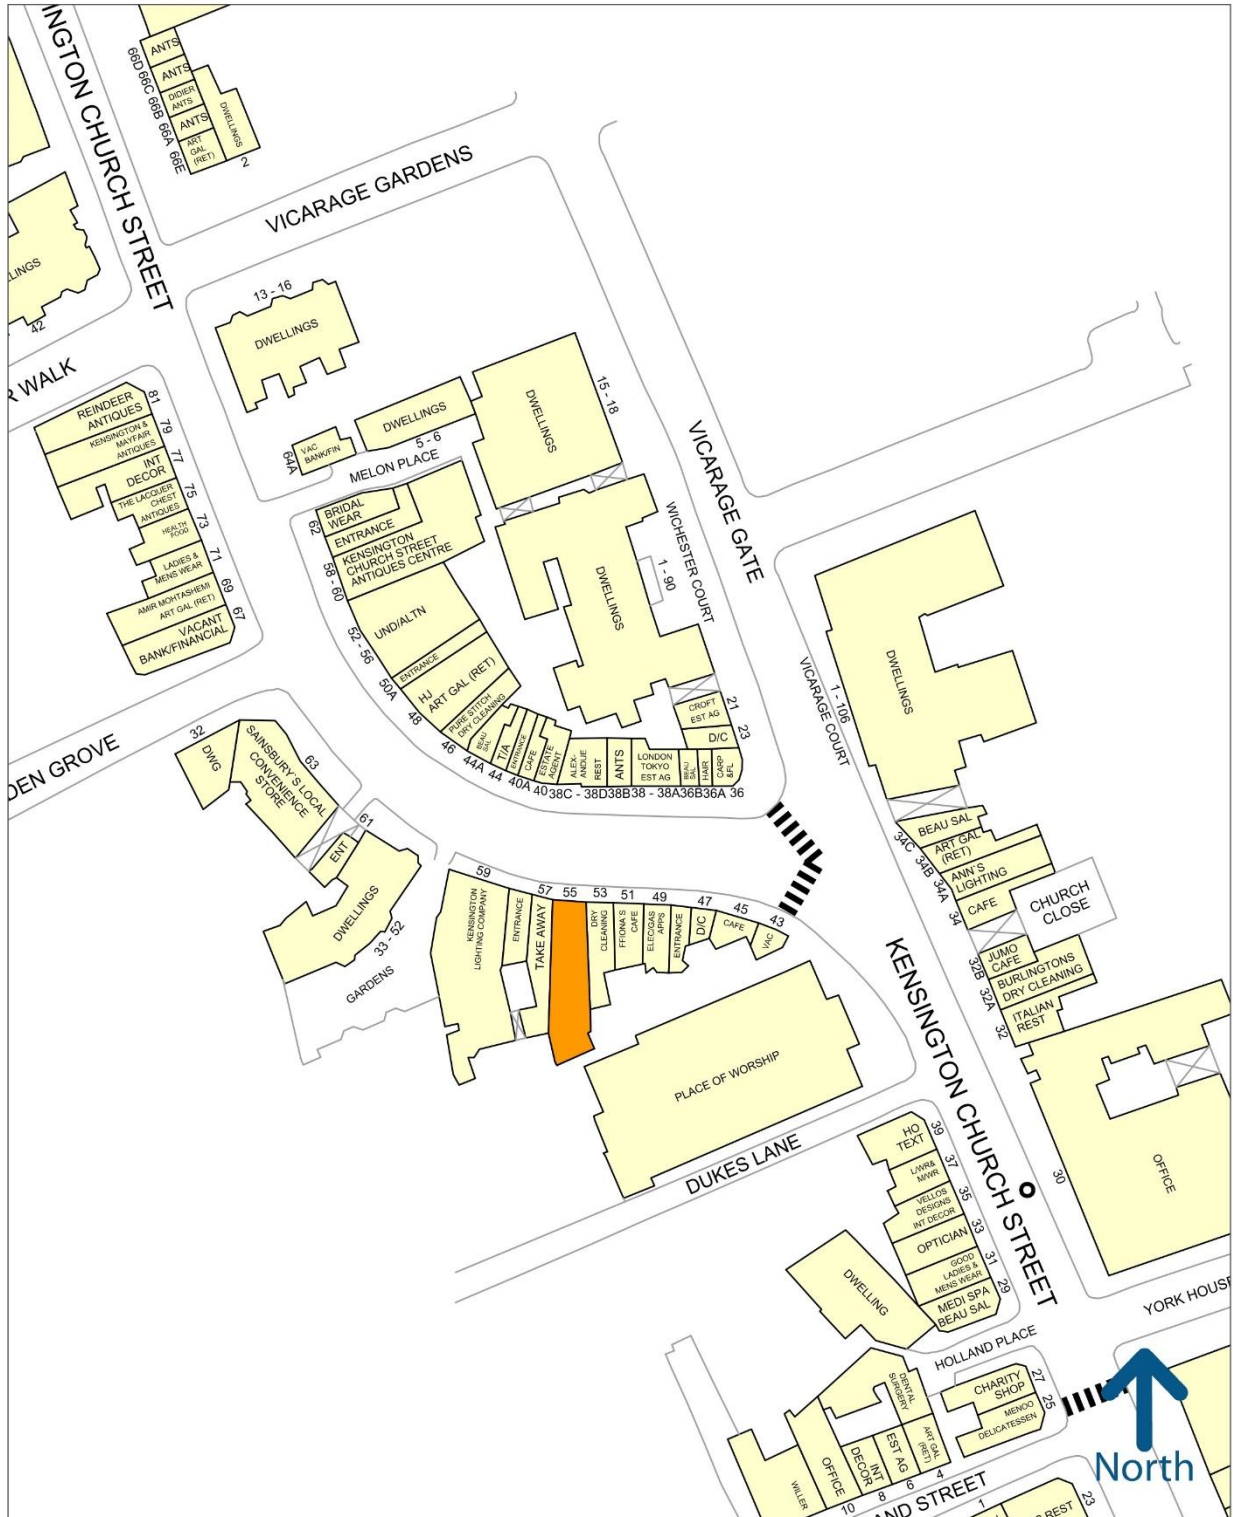 INGTON CHURCH STREET
ANTS
ANTS
DIDIER
ANTS
ANTS
ART
GAL
(RET)
66D
66C
66B
66A
66E
DWELLINGS
2
VICARAGE GARDENS
LINGS
42
R WALK
13 - 16
DWELLINGS
REINDEER
ANTIQUES
81
KENSINGTON &
MAYFAIR
ANTIQUES
79
INT
DECOR
77
THE LACQUER
CHEST
ANTIQUES
75
HEALTH
FOOD
73
LADIES &
MENS WEAR
71
AMIR MOHTASHEMI
ART GAL (RET)
69
VACANT
BANK/FINANCIAL
67
VAC
BANK/FIN
64A
DWELLINGS
5 - 6
MELON PLACE
DWELLINGS
15 - 18
VICARAGE GATE
WICHESTER COURT
1 - 90
DWELLINGS
BRIDAL
WEAR
62
ENTRANCE
KENSINGTON
CHURCH STREET
ANTIQUES CENTRE
58 - 60
UND/ALTN
52 - 56
ENTRANCE
50A
HJ
ART GAL (RET)
48
PURE STITCH
DRY CLEANING
46
BEAU
SAL
44A
T/A
44
ENTRANCE
CAFE
40A
ESTATE
AGENT
40
ALEX-
ANDIJE
REST
38C - 38D
ANTS
38B
LONDON
TOKYO
EST AG
38 - 38A
BEAU
SAL
36B
HAIR
36A
CARP
&FL
36
CROFT
EST AG
21
D/C
23
VICARAGE COURT
1 - 106
DWELLINGS
BEAU SAL
34C
ART GAL
(RET)
34B
ANN'S
LIGHTING
34A
CAFE
34
CHURCH
CLOSE
JUMO
CAFE
32B
BURLINGTONS
DRY CLEANING
32A
ITALIAN
REST
32
DEN GROVE
32
DWG
SAINSBURY'S LOCAL
CONVENIENCE
STORE
63
61
ENT
DWELLINGS
33 - 52
GARDENS
59
KENSINGTON
LIGHTING COMPANY
ENTRANCE
57
TAKE AWAY
55
53
DRY
CLEANING
51
FFIONA'S
CAFE
49
ELEC/GAS
APPS
ENTRANCE
47
D/C
45
CAFE
43
VAC
PLACE OF WORSHIP
DUKES LANE
KENSINGTON CHURCH STREET
30
OFFICE
HO
TEXT
39
L/WR&
M/WR
37
VELLOS
DESIGNS
INT DECOR
35
OPTICIAN
33
GOOD
LADIES &
MENS WEAR
31
MEDI SPA
BEAU SAL
29
DWELLING
YORK HOUSE
HOLLAND PLACE
CHARITY
SHOP
27
MENOO
DELICATESSEN
25
DENTAL
SURGERY
ART GAL
(RET)
4
EST AG
6
INT
DECOR
8
OFFICE
10
WILLER
AND STREET
1
REST
23
North